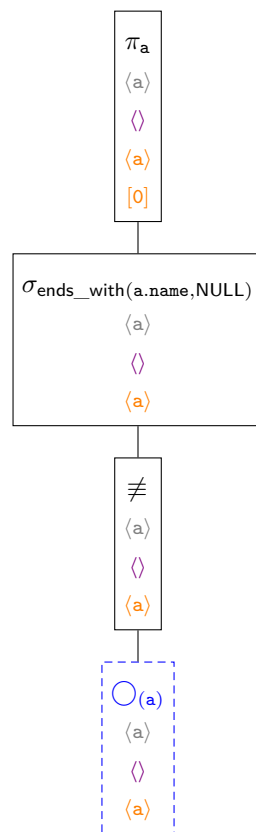 π_a
⟨a⟩
⟨⟩
⟨a⟩
[0]
σ_ends_with(a.name,NULL)
⟨a⟩
⟨⟩
⟨a⟩
≢
⟨a⟩
⟨⟩
⟨a⟩
◯_(a)
⟨a⟩
⟨⟩
⟨a⟩